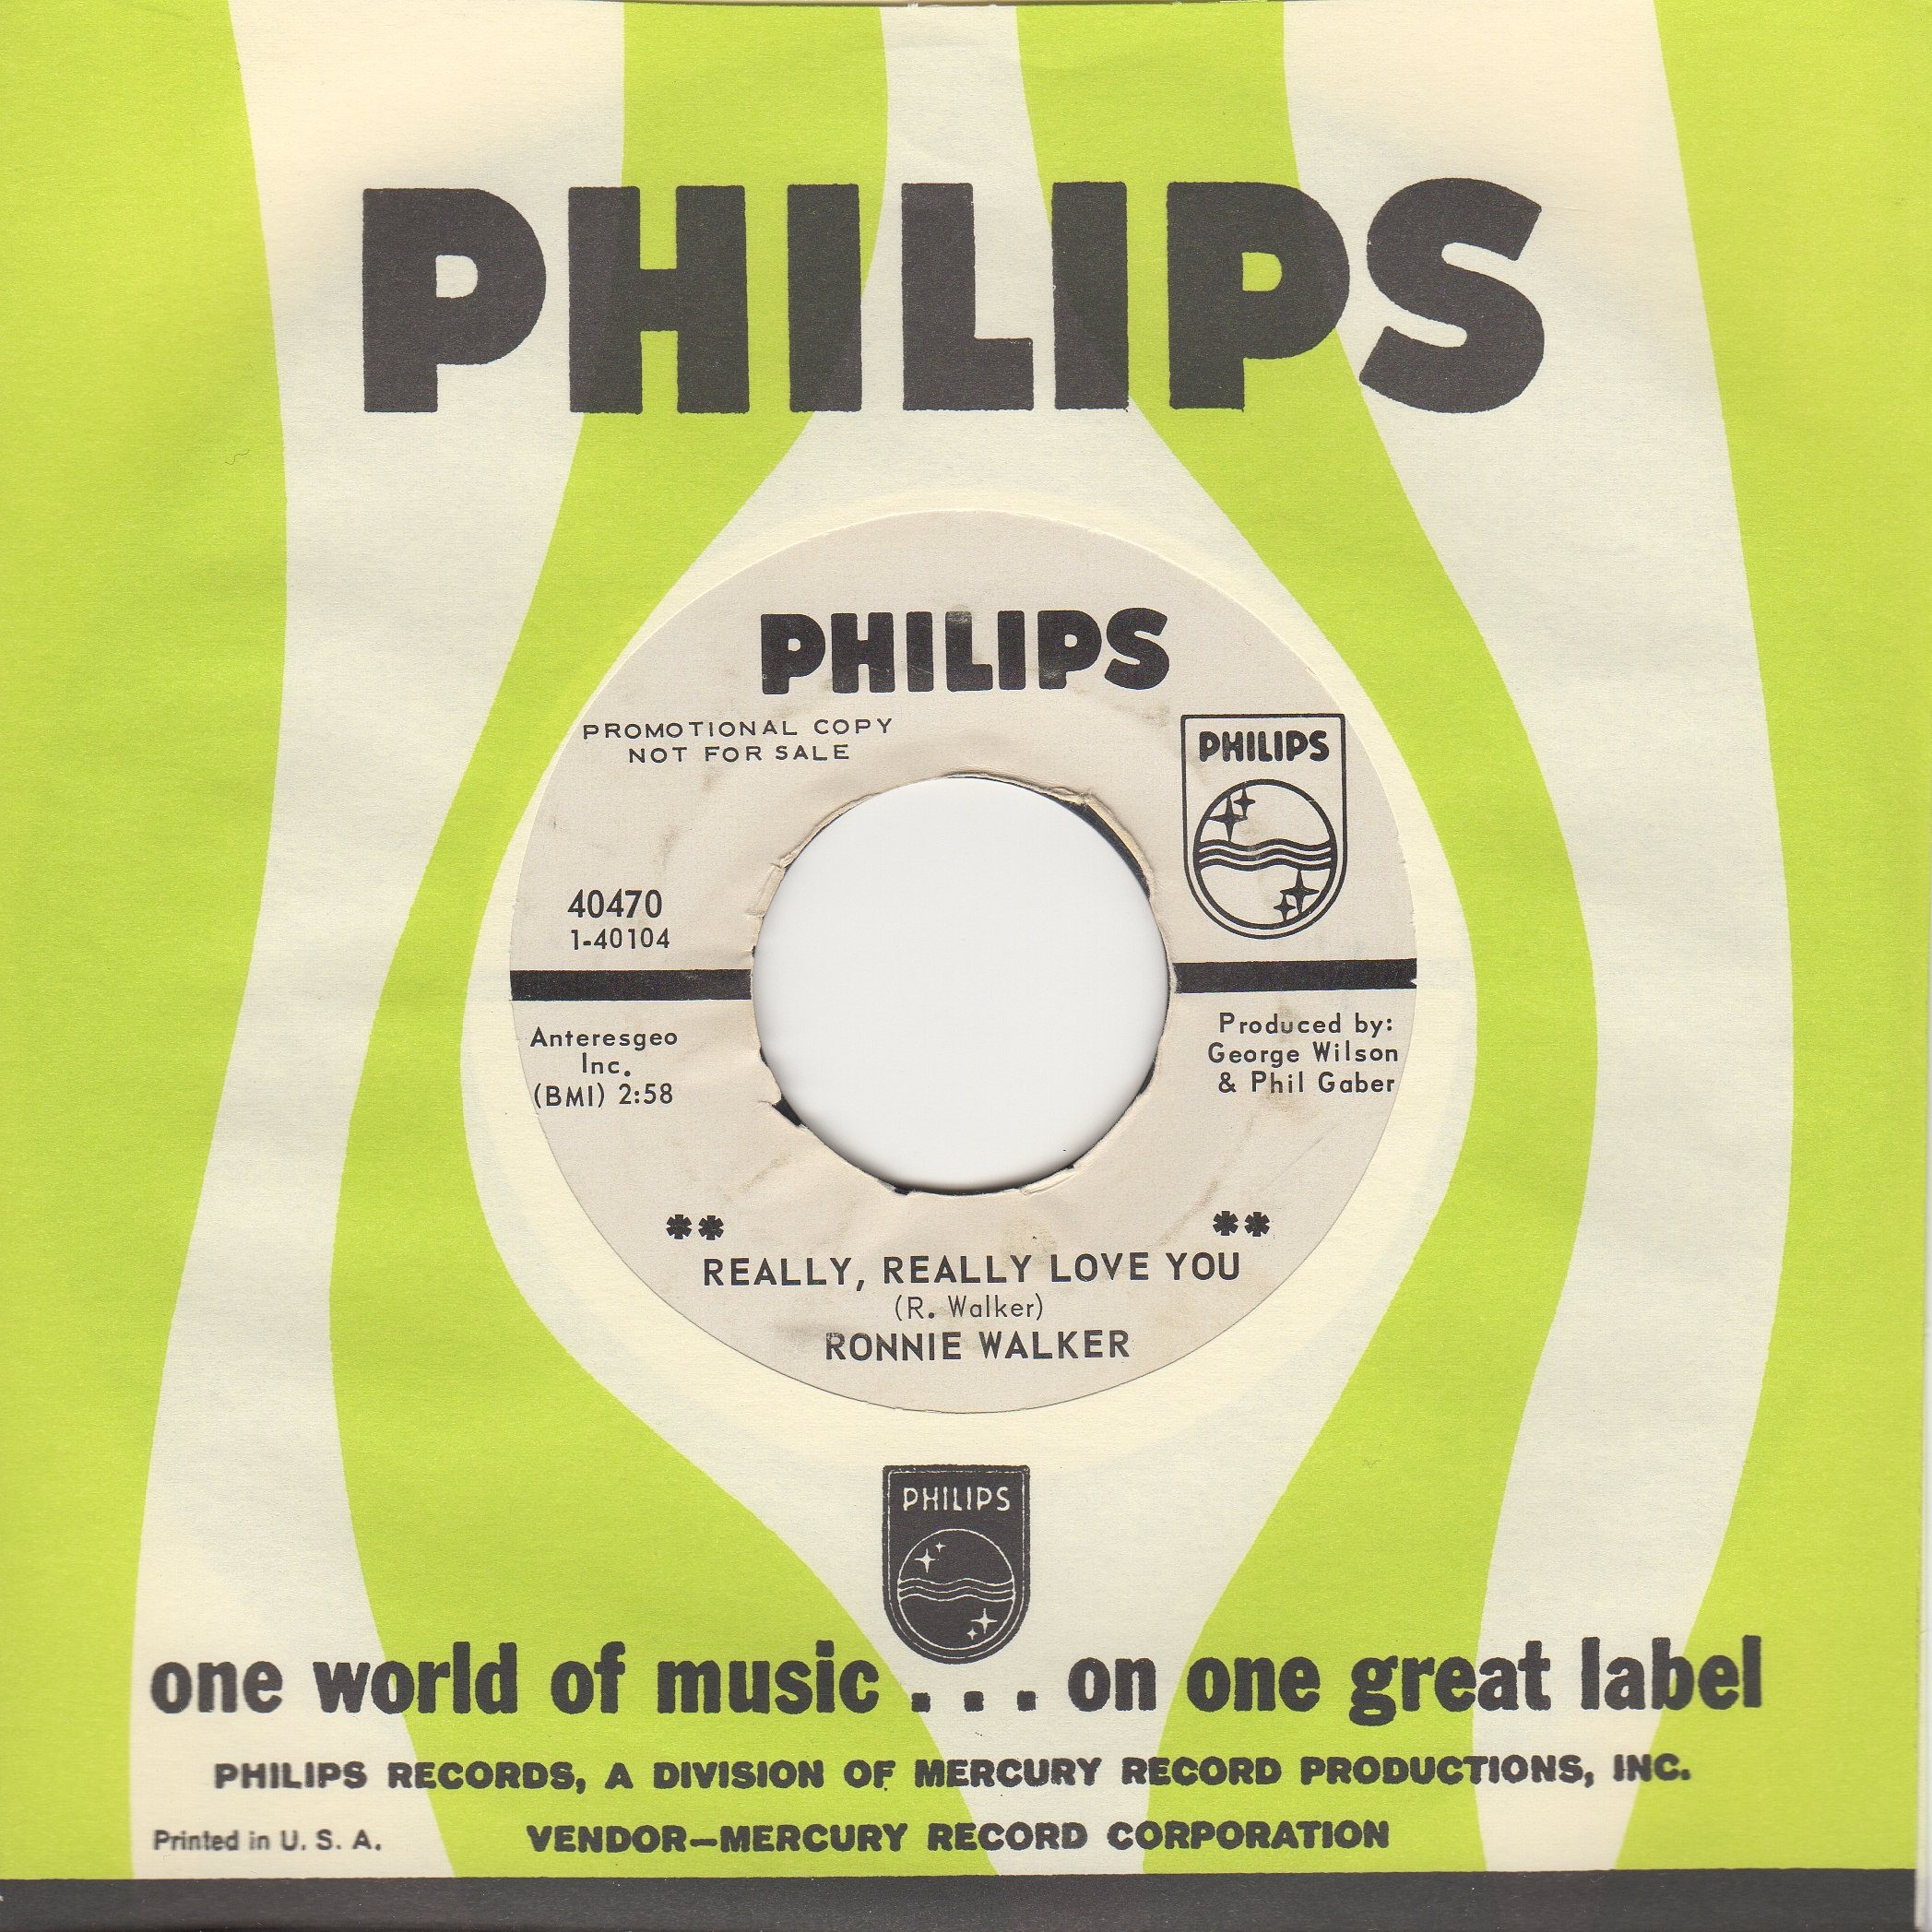 PHILIPS
PHILIPS
PROMOTIONAL COPY
NOT FOR SALE
PHILIPS
40470
1-40104
Anteresgeo
Inc.
(BMI) 2:58
Produced by:
George Wilson
& Phil Gaber
** **
REALLY, REALLY LOVE YOU
(R. Walker)
RONNIE WALKER
PHILIPS
one world of music . . . on one great label
PHILIPS RECORDS, A DIVISION OF MERCURY RECORD PRODUCTIONS, INC.
Printed in U. S. A.
VENDOR—MERCURY RECORD CORPORATION